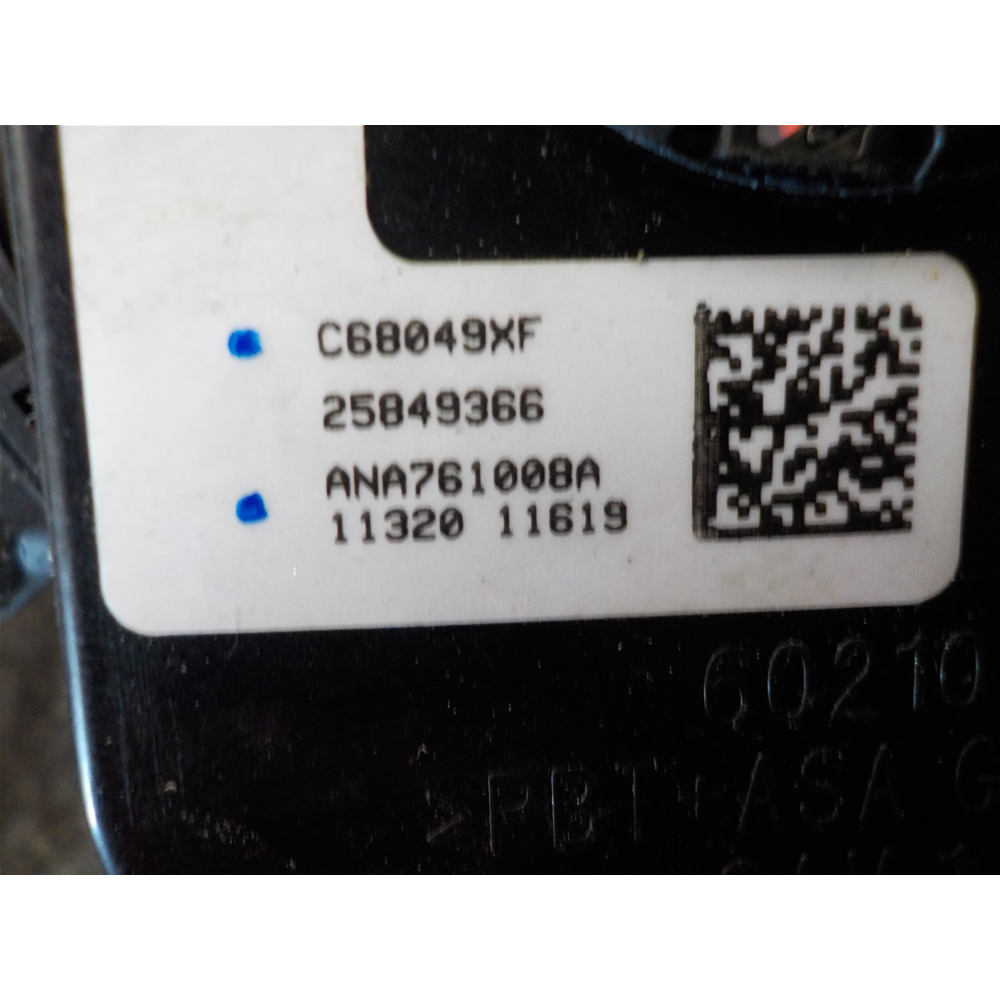 C68049XF
25849366
ANA761008A
11320 11619
60210
>PBT+ASA G